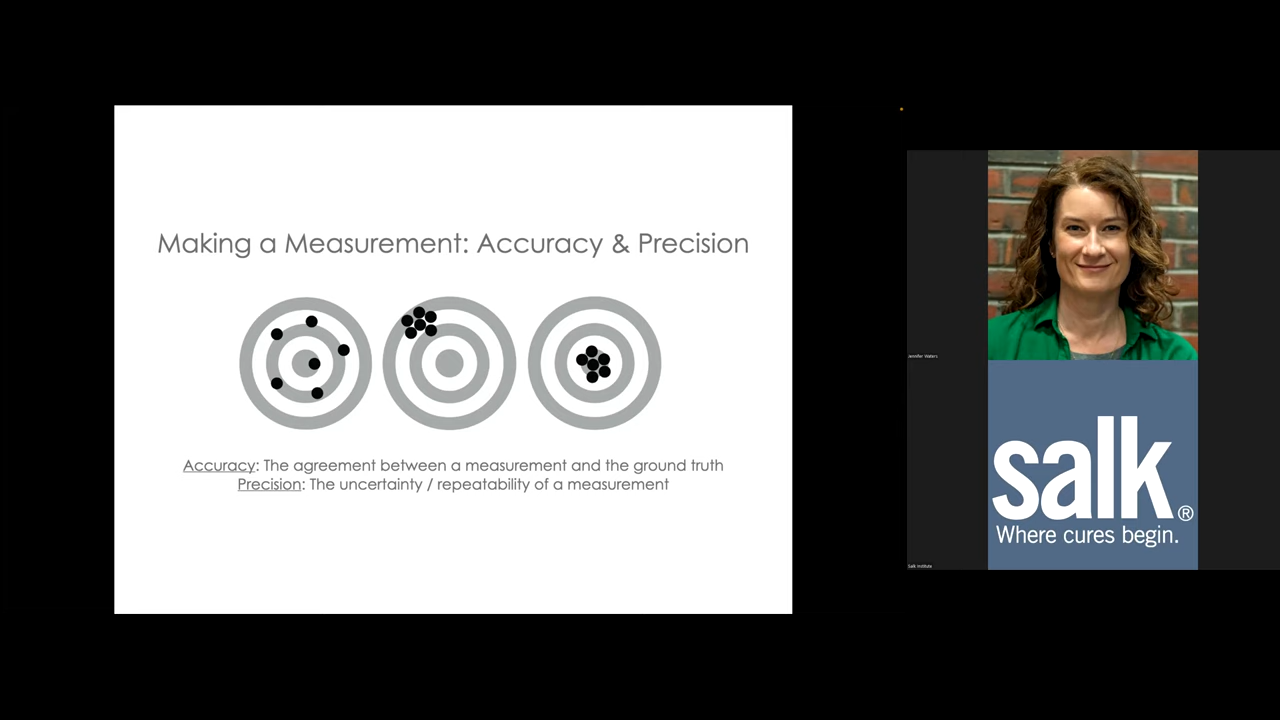 Making a Measurement: Accuracy & Precision
Accuracy: The agreement between a measurement and the ground truth
Precision: The uncertainty / repeatability of a measurement
Jennifer Waters
salk®
Where cures begin.
Salk Institute